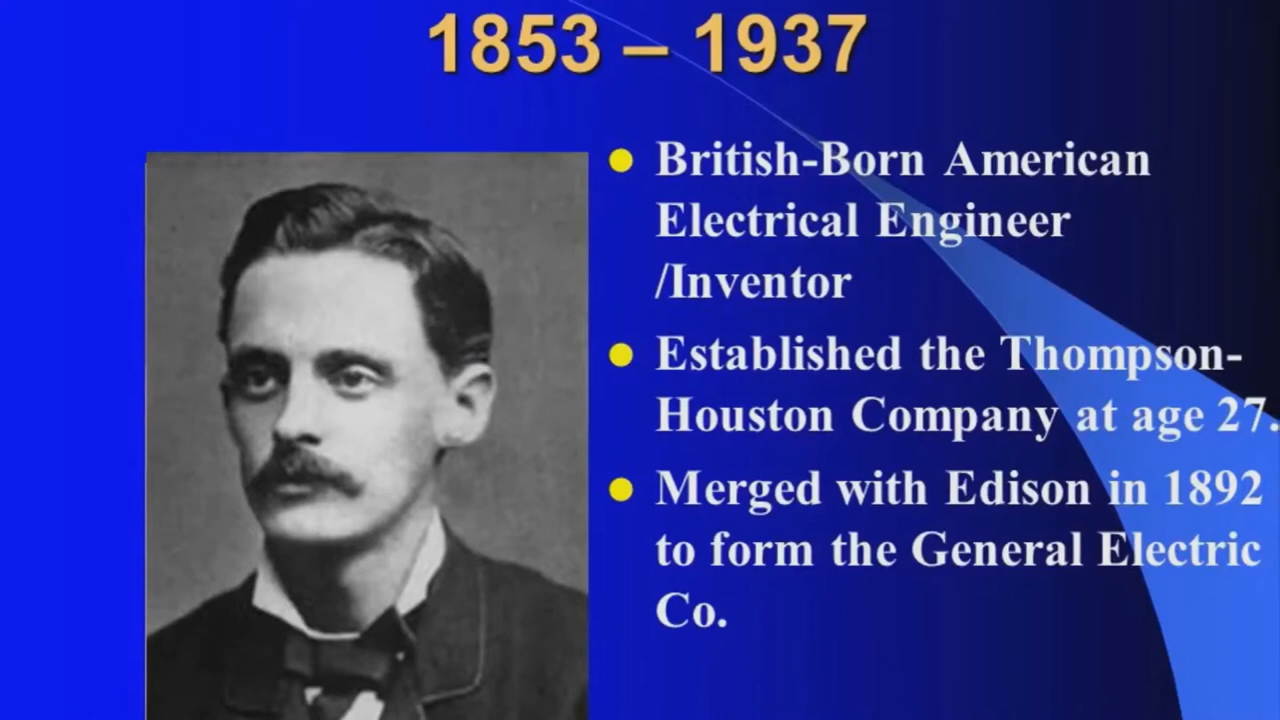 1853 – 1937
British-Born American
Electrical Engineer
/Inventor
Established the Thompson-
Houston Company at age 27.
Merged with Edison in 1892
to form the General Electric
Co.